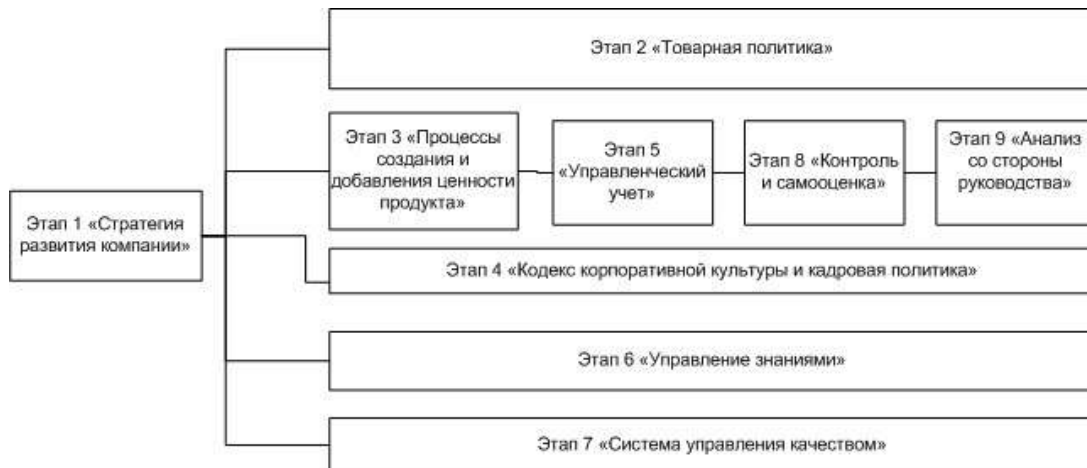 Этап 2 «Товарная политика»
Этап 3 «Процессы
создания и
добавления ценности
продукта»
Этап 5
«Управленческий
учет»
Этап 8 «Контроль
и самооценка»
Этап 9 «Анализ
со стороны
руководства»
Этап 1 «Стратегия
развития компании»
Этап 4 «Кодекс корпоративной культуры и кадровая политика»
Этап 6 «Управление знаниями»
Этап 7 «Система управления качеством»